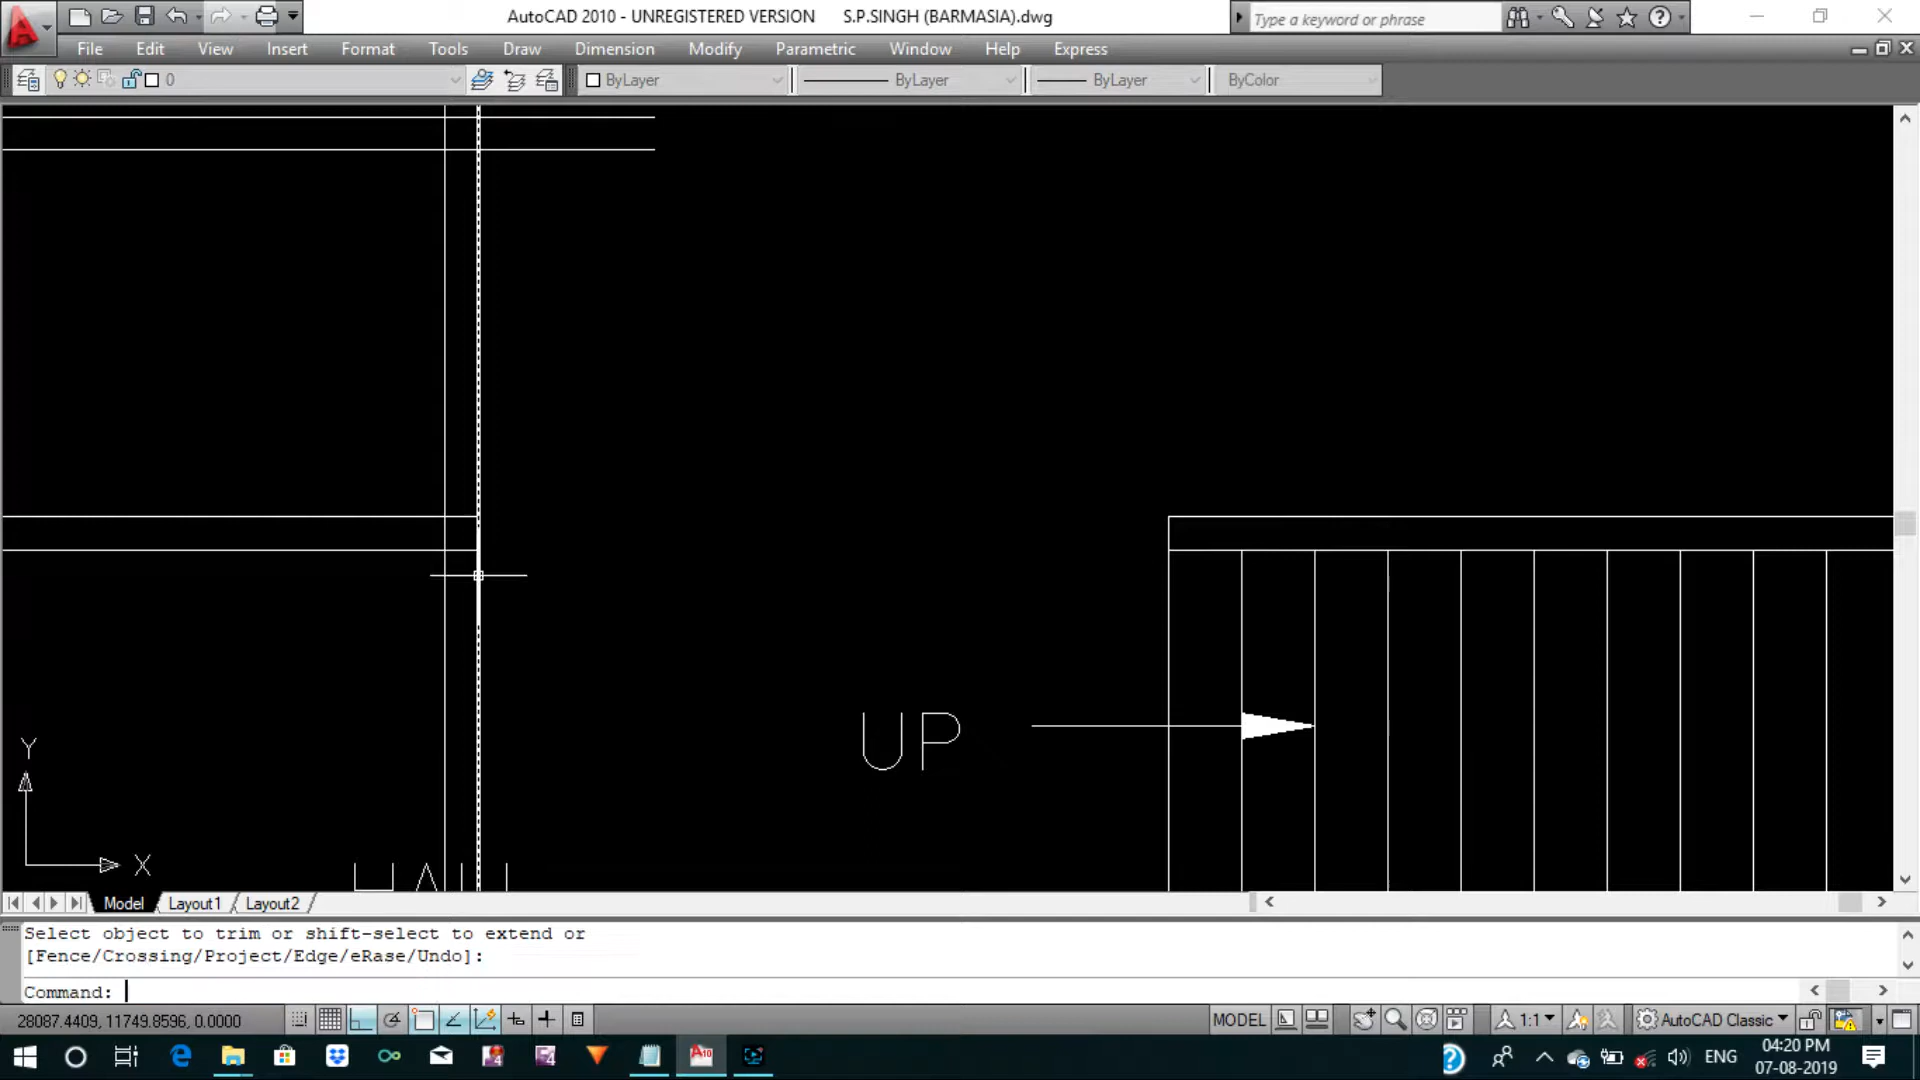 AutoCAD 2010 - UNREGISTERED VERSION S.P.SINGH (BARMASIA).dwg
Type a keyword or phrase
File Edit View Insert Format Tools Draw Dimension Modify Parametric Window Help Express
0 ByLayer ByLayer ByLayer ByColor
UP
Y
X
Model Layout1 Layout2
Select object to trim or shift-select to extend or
[Fence/Crossing/Project/Edge/eRase/Undo]:
Command:
28087.4409, 11749.8596, 0.0000 MODEL 1:1 AutoCAD Classic
ENG 04:20 PM
07-08-2019